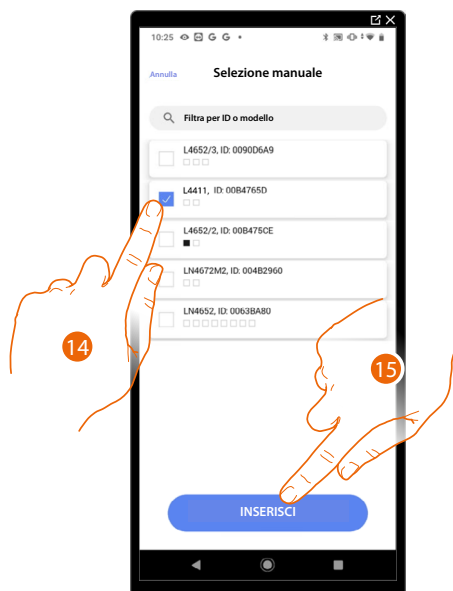 10:25 G G
Annulla Selezione manuale
Filtra per ID o modello
L4652/3, ID: 0090D6A9
L4411, ID: 00B4765D
L4652/2, ID: 00B475CE
LN4672M2, ID: 004B2960
LN4652, ID: 0063BA80
14
15
INSERISCI